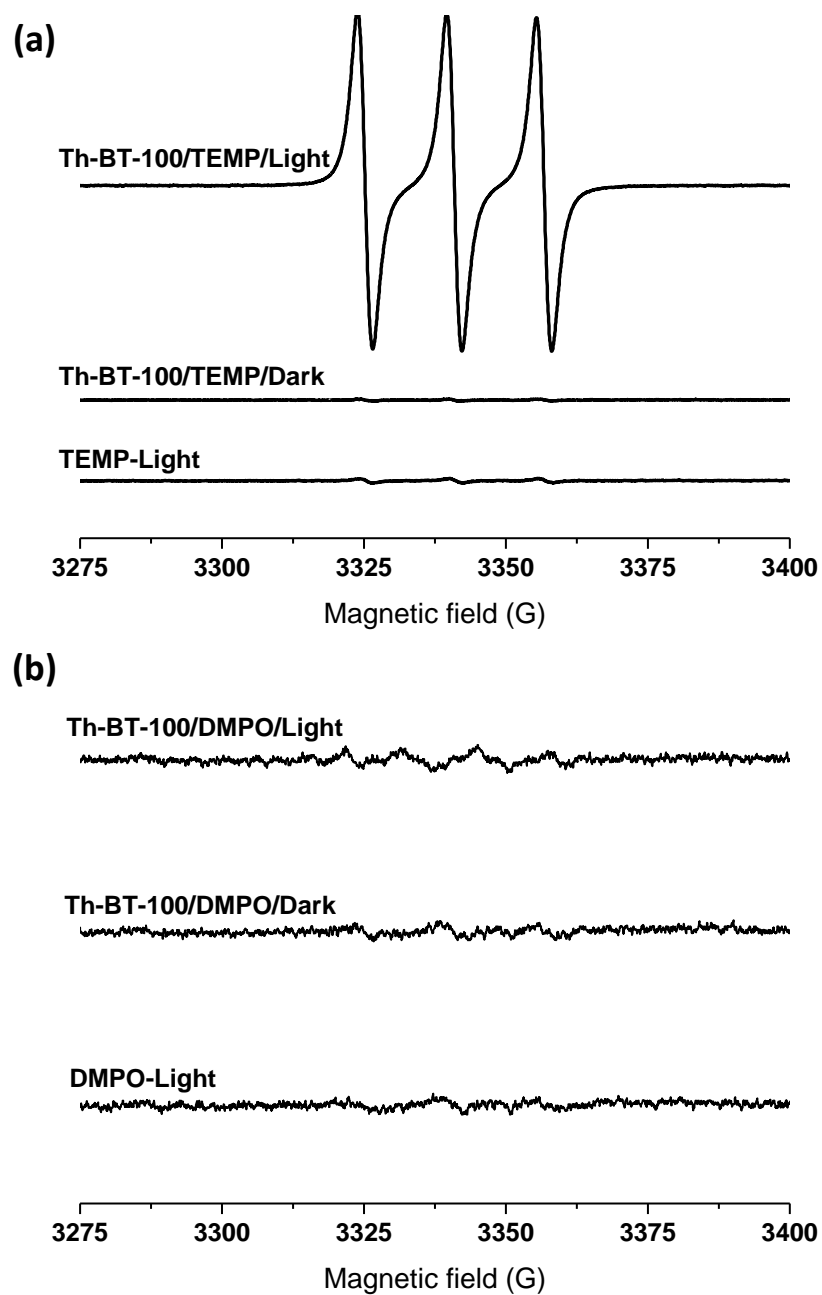 (a)
Th-BT-100/TEMP/Light
Th-BT-100/TEMP/Dark
TEMP-Light
3275 3300 3325 3350 3375 3400
Magnetic field (G)
(b)
Th-BT-100/DMPO/Light
Th-BT-100/DMPO/Dark
DMPO-Light
3275 3300 3325 3350 3375 3400
Magnetic field (G)